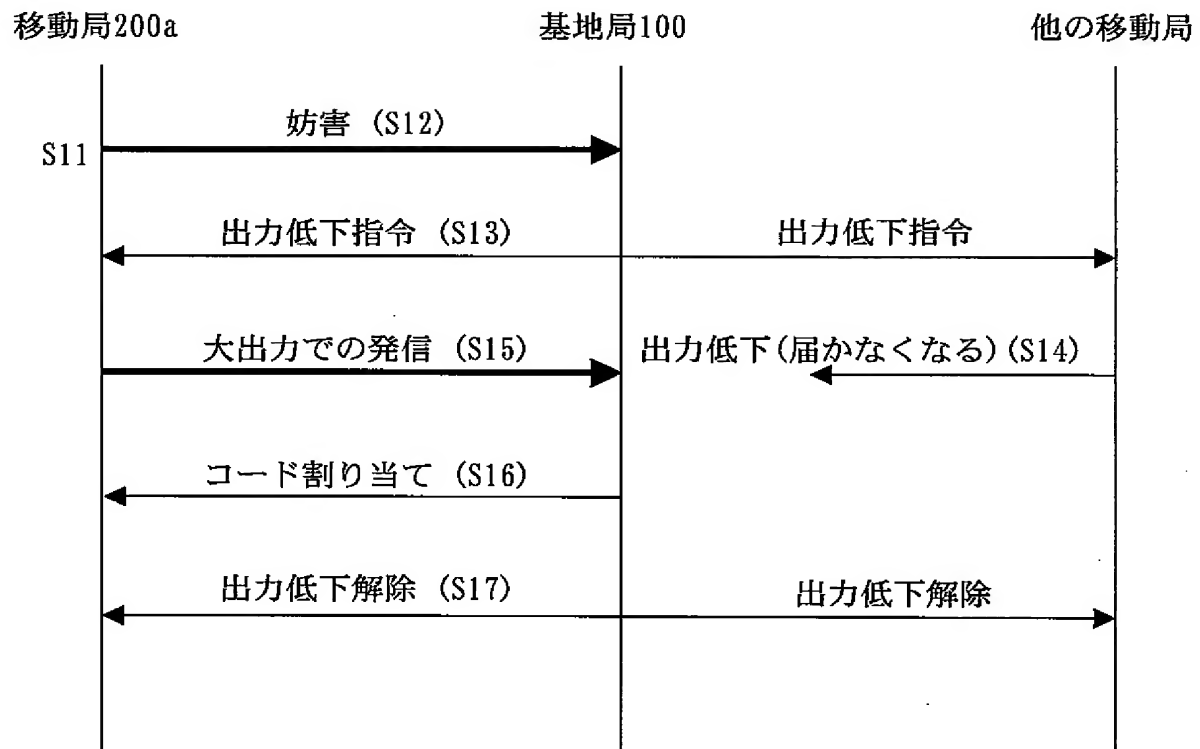 移動局200a 基地局100 他の移動局
妨害 (S12)
S11
出力低下指令 (S13) 出力低下指令
大出力での発信 (S15) 出力低下(届かなくなる)(S14)
コード割り当て (S16)
出力低下解除 (S17) 出力低下解除